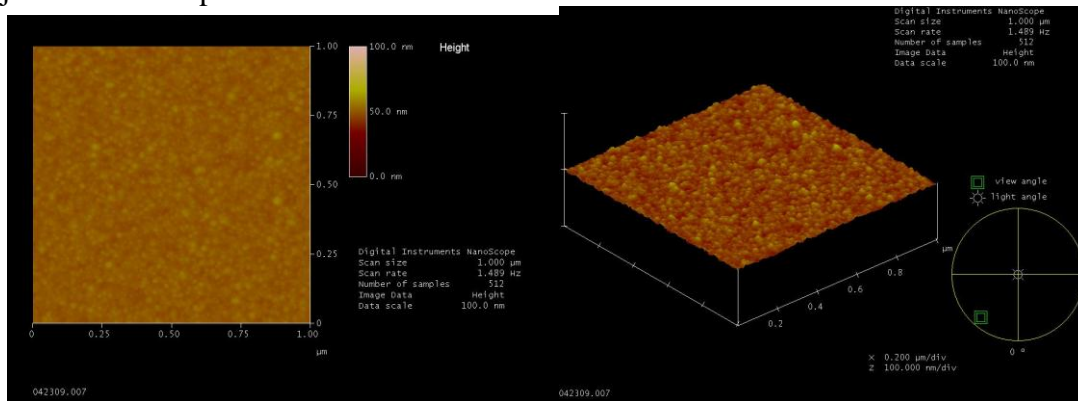 1.00
100.0 nm
Height
0.75
50.0 nm
0.50
0.0 nm
0.25
Digital Instruments NanoScope
Scan size 1.000 µm
Scan rate 1.489 Hz
Number of samples 512
Image Data Height
Data scale 100.0 nm
0
0 0.25 0.50 0.75 1.00
µm
042309.007
Digital Instruments NanoScope
Scan size 1.000 µm
Scan rate 1.489 Hz
Number of samples 512
Image Data Height
Data scale 100.0 nm
view angle
light angle
µm
0.8
0.6
0.4
0.2
X 0.200 µm/div
Z 100.000 nm/div
0 °
042309.007